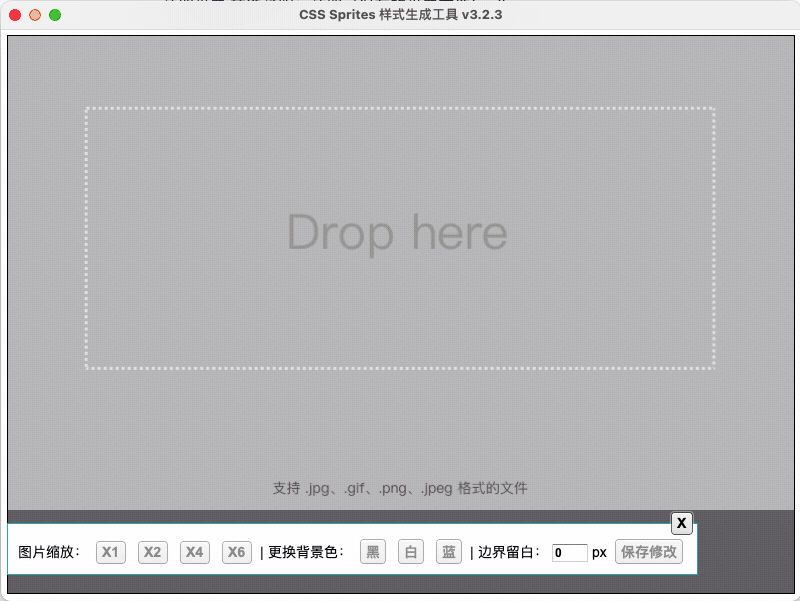 CSS Sprites 样式生成工具 v3.2.3
Drop here
支持 .jpg、.gif、.png、.jpeg 格式的文件
X
图片缩放： X1 X2 X4 X6 | 更换背景色： 黑 白 蓝 | 边界留白： 0 px 保存修改